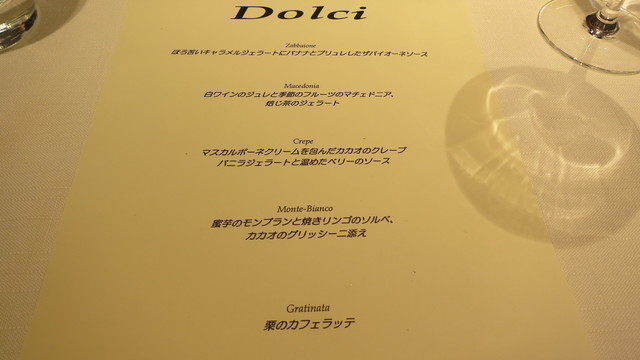 Dolci
Zabbaione
ほろ苦いキャラメルジェラートにバナナとブリュレしたザバイオーネソース
Macedonia
白ワインのジュレと季節のフルーツのマチェドニア、
焙じ茶のジェラート
Crepe
マスカルポーネクリームを包んだカカオのクレープ
バニラジェラートと温めたベリーのソース
Monte-Bianco
蜜芋のモンブランと焼きリンゴのソルベ、
カカオのグリッシーニ添え
Gratinata
栗のカフェラッテ